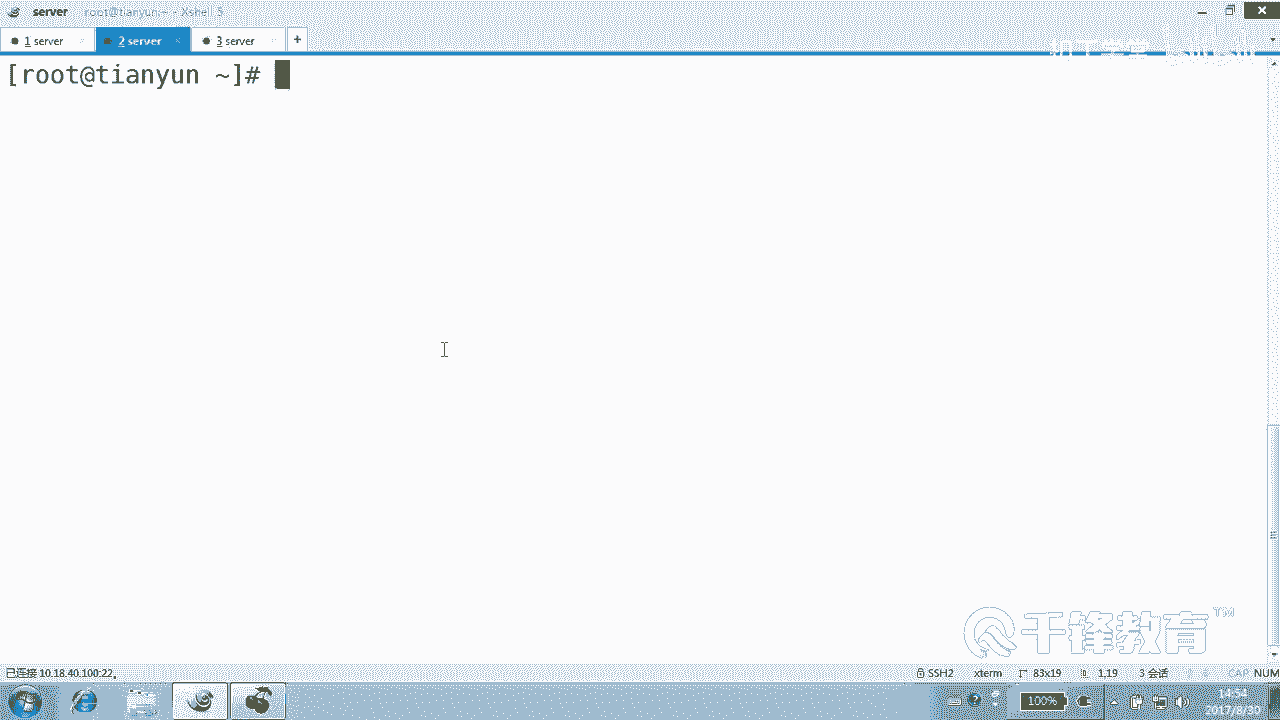 server root@tianyun:~ - Xshell 5
1 server 2 server 3 server +
[root@tianyun ~]#
千锋教育 TM
已连接 10.18.40.100:22。 SSH2 xterm 83x19 1,19 3 会话 CAP NUM
100% 14:54
2017/8/30